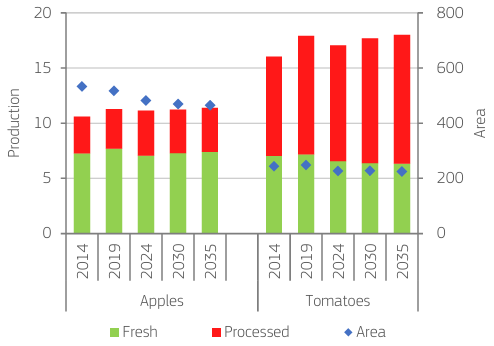 20 800
15 600
10 400
5 200
0 0
Production
Area
2014 2019 2024 2030 2035 2014 2019 2024 2030 2035
Apples Tomatoes
Fresh Processed Area